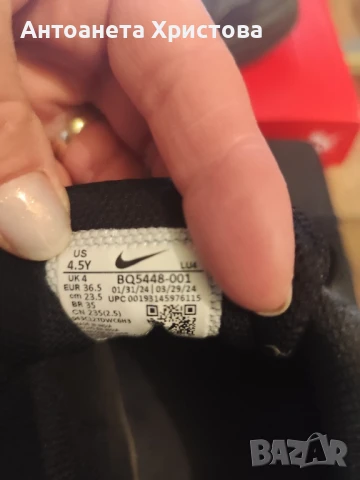 Антоанета Христова
US
4.5Y
LU4
UK 4
BQ5448-001
EUR 36.5
01/31/24 | 03/29/24
cm 23.5
UPC 00193145976115
BR 35
CN 235(2.5)
BAZAR